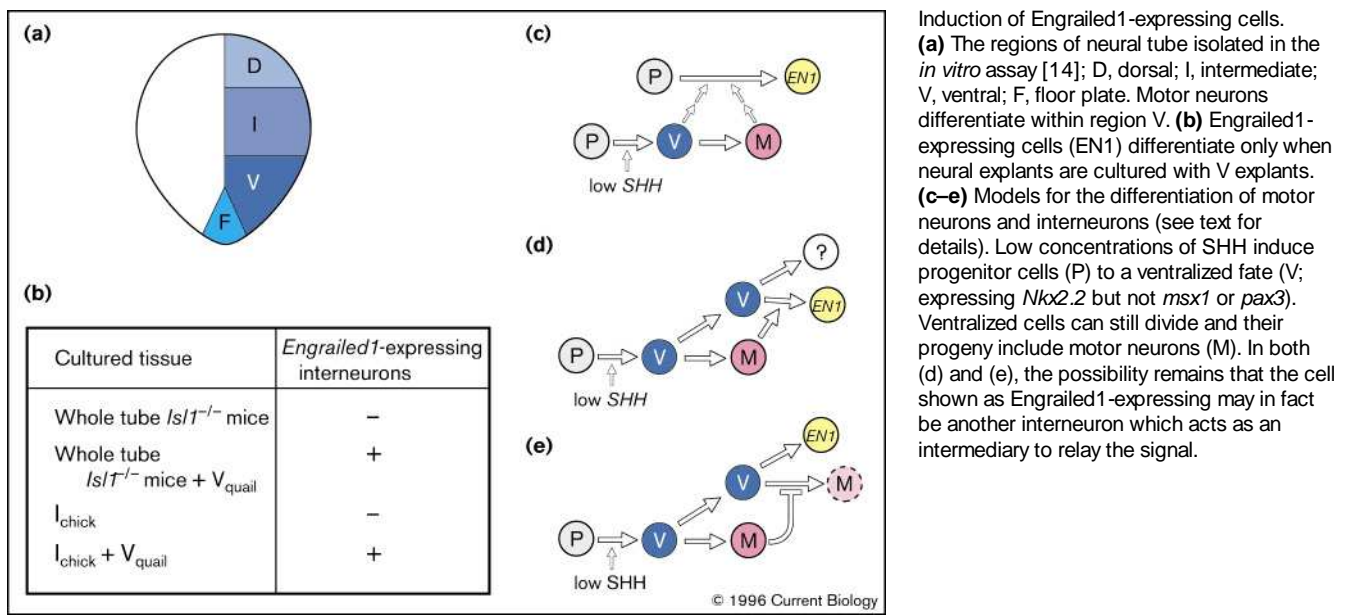 (a)
D
I
V
F
(b)
Cultured tissue
Engrailed1-expressing
interneurons
Whole tube Isl1–/– mice
–
Whole tube
+
Isl1–/– mice + Vquail
Ichick
–
Ichick + Vquail
+
(c)
P
EN1
P
V
M
low SHH
(d)
?
V
EN1
P
V
M
low SHH
(e)
EN1
V
M
P
V
M
low SHH
© 1996 Current Biology
Induction of Engrailed1-expressing cells.
(a) The regions of neural tube isolated in the
in vitro assay [14]; D, dorsal; I, intermediate;
V, ventral; F, floor plate. Motor neurons
differentiate within region V. (b) Engrailed1-
expressing cells (EN1) differentiate only when
neural explants are cultured with V explants.
(c–e) Models for the differentiation of motor
neurons and interneurons (see text for
details). Low concentrations of SHH induce
progenitor cells (P) to a ventralized fate (V;
expressing Nkx2.2 but not msx1 or pax3).
Ventralized cells can still divide and their
progeny include motor neurons (M). In both
(d) and (e), the possibility remains that the cell
shown as Engrailed1-expressing may in fact
be another interneuron which acts as an
intermediary to relay the signal.